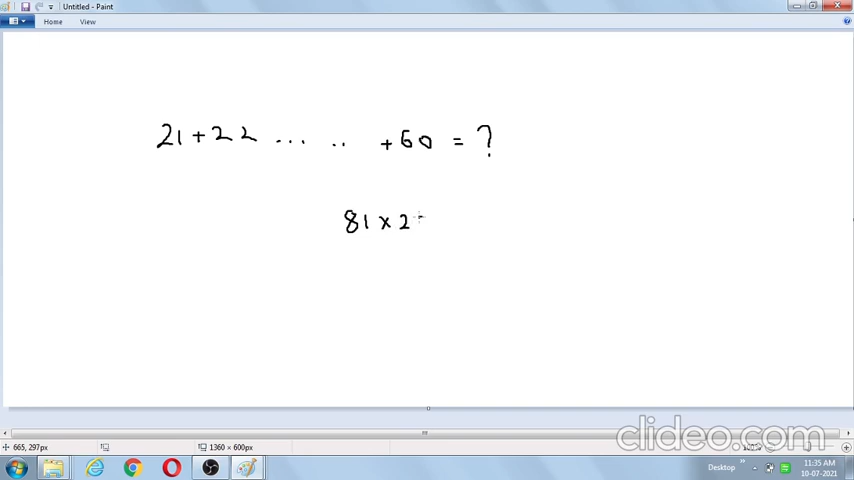 Untitled - Paint
Home View
21+22 ... .. +60 = ?
81 x 2
665, 297px
1360 × 600px
100%
clideo.com
Desktop
11:35 AM
10-07-2021